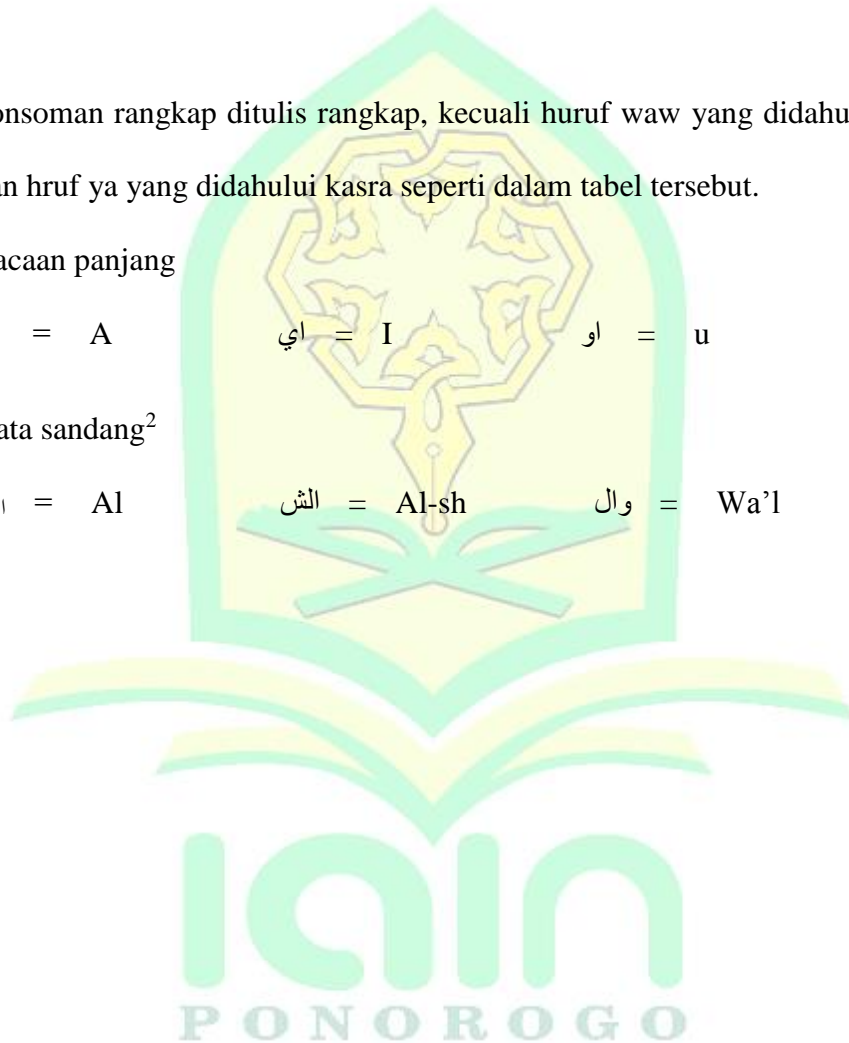 onsoman rangkap ditulis rangkap, kecuali huruf waw yang didahu
an hruf ya yang didahului kasra seperti dalam tabel tersebut.
acaan panjang
= A اي = I او = u
ata sandang²
ا = Al الش = Al-sh وال = Wa’l
iain
PONOROGO